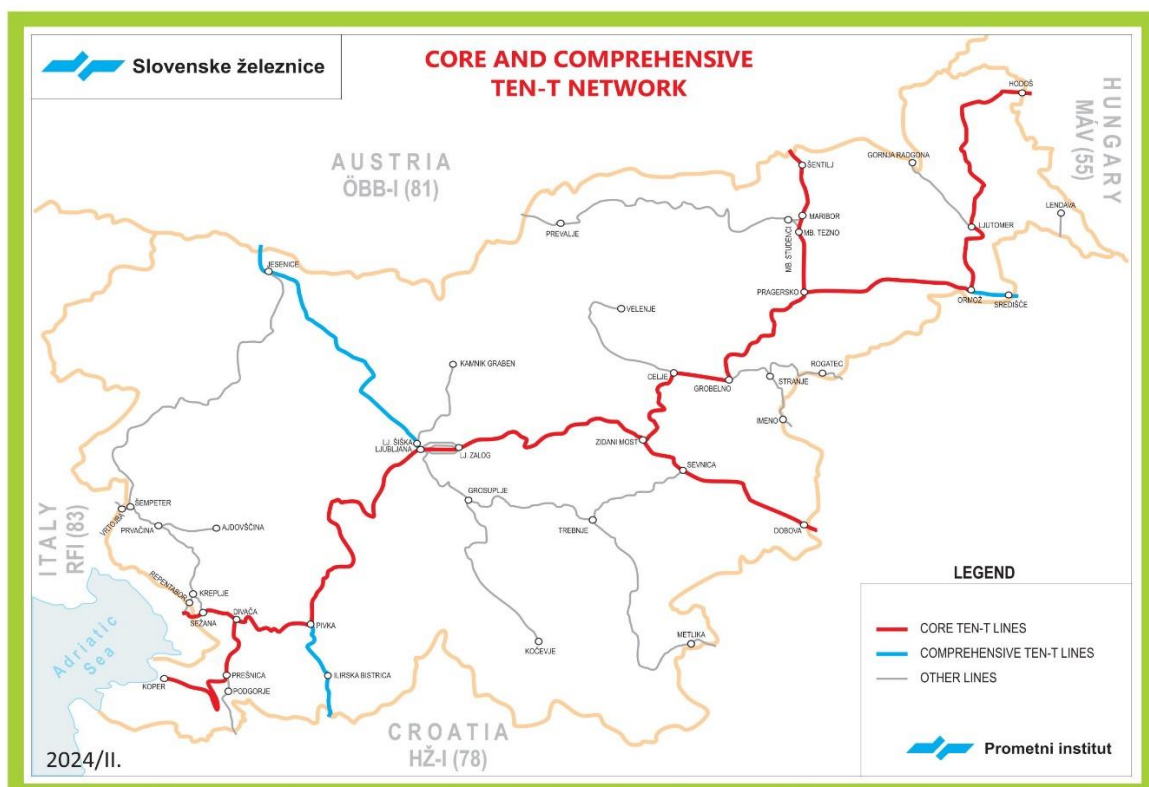 Slovenske železnice
CORE AND COMPREHENSIVE
TEN-T NETWORK
HUNGARY
MÁV (55)
AUSTRIA
ÖBB-I (81)
HODOŠ
ŠENTILJ
GORNJA RADGONA
LENDAVA
PREVALJE
MARIBOR
MB. STUDENCI
MB. TEZNO
LJUTOMER
JESENICE
PRAGERSKO
ORMOŽ
SREDIŠČE
VELENJE
KAMNIK GRABEN
CELJE
GROBELNO
ROGATEC
STRANJE
IMENO
LJ. ŠIŠKA
LJUBLJANA
LJ. ZALOG
ZIDANI MOST
SEVNICA
GROSUPLJE
TREBNJE
DOBOVA
ITALY
RFI (83)
ŠEMPETER
VRTOJBA
PRVAČINA
AJDOVŠČINA
REPENTABOR
KREPLJE
SEŽANA
DIVAČA
PIVKA
KOČEVJE
METLIKA
Adriatic
Sea
KOPER
PREŠNICA
PODGORJE
ILIRSKA BISTRICA
CROATIA
HŽ-I (78)
LEGEND
CORE TEN-T LINES
COMPREHENSIVE TEN-T LINES
OTHER LINES
Prometni institut
2024/II.